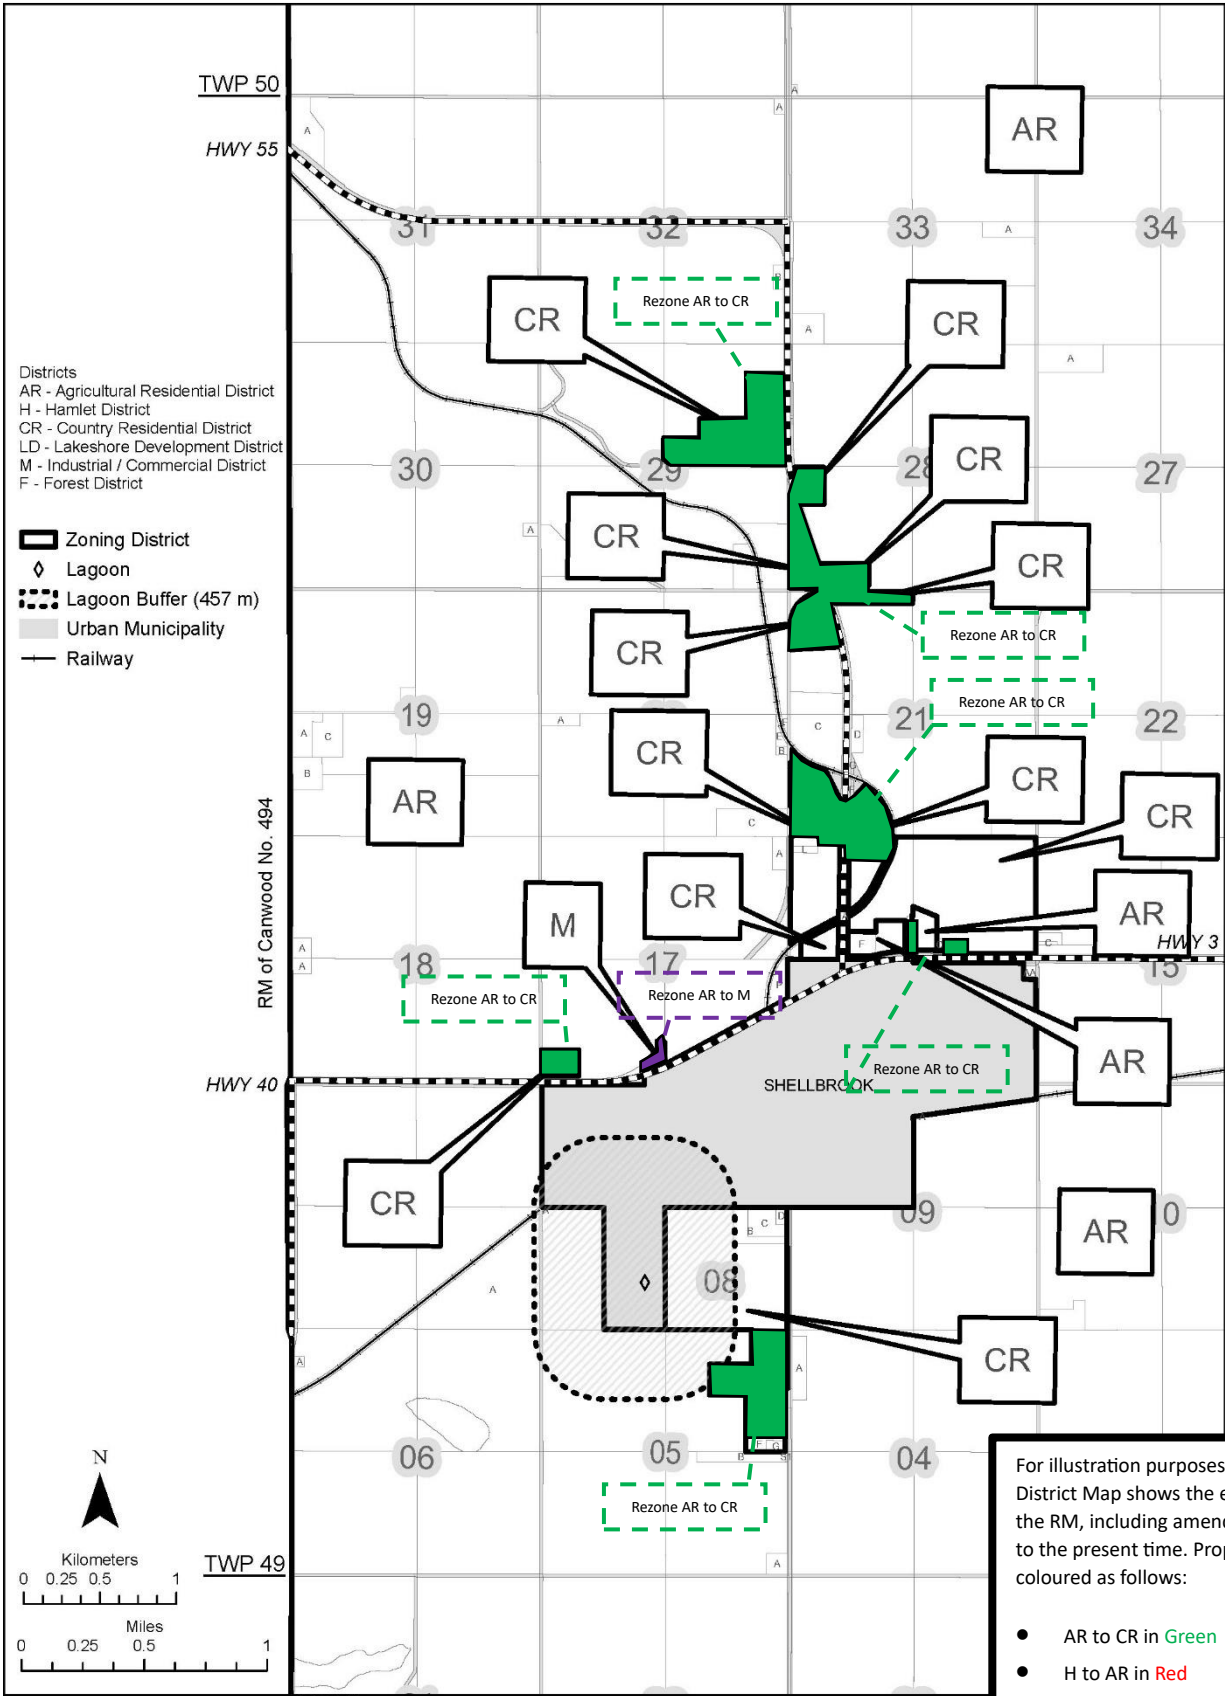 TWP 50
HWY 55
A
A
A
AR
31
32
33
34
A
CR
Rezone AR to CR
CR
A
A
Districts
AR - Agricultural Residential District
H - Hamlet District
CR - Country Residential District
LD - Lakeshore Development District
M - Industrial / Commercial District
F - Forest District
30
29
28
27
CR
CR
A
CR
Zoning District
Lagoon
Lagoon Buffer (457 m)
Urban Municipality
Railway
CR
Rezone AR to CR
Rezone AR to CR
19
21
22
A
C
A
C
D
B
B
G
CR
CR
AR
CR
RM of Canwood No. 494
C
A
L
CR
AR
M
F
C
HWY 3
A
A
18
17
15
Rezone AR to CR
Rezone AR to M
Rezone AR to CR
AR
HWY 40
SHELLBROOK
CR
09
0
AR
B
C
D
A
08
CR
A
A
06
05
04
F
G
B
Rezone AR to CR
N
Kilometers
0 0.25 0.5 1
Miles
0 0.25 0.5 1
TWP 49
A
For illustration purposes
District Map shows the e
the RM, including amend
to the present time. Prop
coloured as follows:
● AR to CR in Green
● H to AR in Red